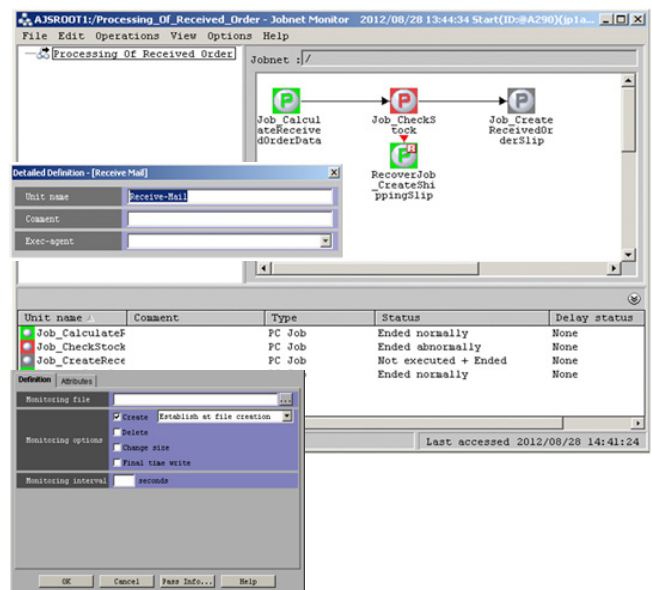 AJSROOT1:/Processing_Of_Received_Order - Jobnet Monitor 2012/08/28 13:44:34 Start(ID:@A290)(jp1a...
File Edit Operations View Options Help
Processing Of Received Order
Jobnet : /
Job_Calcul
ateReceive
dOrderData
Job_CheckS
tock
Job_Create
ReceivedOr
derSlip
RecoverJob
_CreateShi
ppingSlip
Detailed Definition - [Receive Mail]
Unit name Receive-Mail
Comment
Exec-agent
Unit name Comment Type Status Delay status
Job_CalculateR PC Job Ended normally None
Job_CheckStock PC Job Ended abnormally None
Job_CreateRece PC Job Not executed + Ended None
Ended normally None
Definition Attributes
Monitoring file ...
Monitoring options Create Establish at file creation
Delete
Change size
Final time write
Monitoring interval seconds
OK Cancel Pass Info... Help
Last accessed 2012/08/28 14:41:24